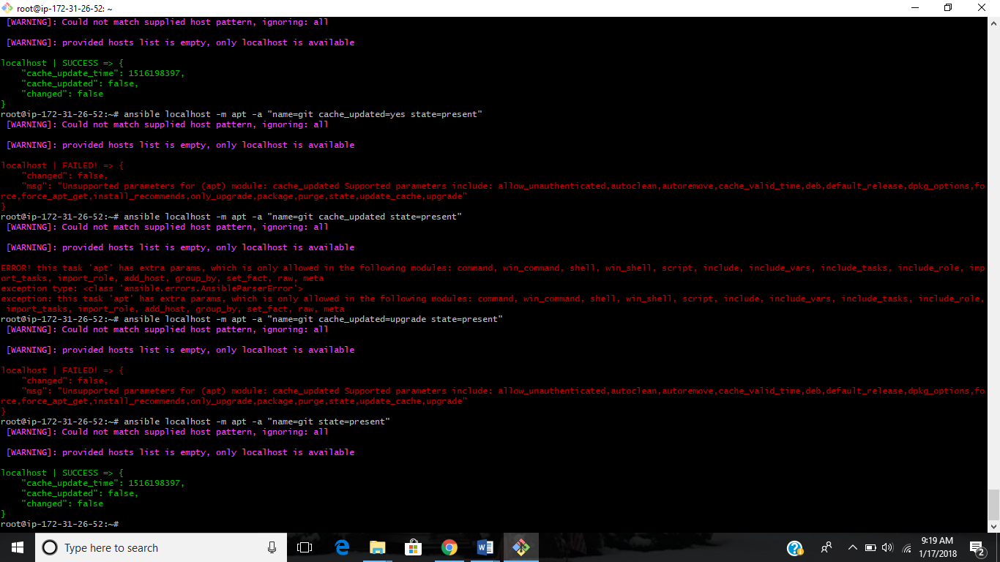 root@ip-172-31-26-52: ~
[WARNING]: Could not match supplied host pattern, ignoring: all
[WARNING]: provided hosts list is empty, only localhost is available
localhost | SUCCESS => {
    "cache_update_time": 1516198397,
    "cache_updated": false,
    "changed": false
}
root@ip-172-31-26-52:~# ansible localhost -m apt -a "name=git cache_updated=yes state=present"
[WARNING]: Could not match supplied host pattern, ignoring: all
[WARNING]: provided hosts list is empty, only localhost is available
localhost | FAILED! => {
    "changed": false,
    "msg": "Unsupported parameters for (apt) module: cache_updated Supported parameters include: allow_unauthenticated,autoclean,autoremove,cache_valid_time,deb,default_release,dpkg_options,fo
rce,force_apt_get,install_recommends,only_upgrade,package,purge,state,update_cache,upgrade"
}
root@ip-172-31-26-52:~# ansible localhost -m apt -a "name=git cache_updated state=present"
[WARNING]: Could not match supplied host pattern, ignoring: all
[WARNING]: provided hosts list is empty, only localhost is available
ERROR! this task 'apt' has extra params, which is only allowed in the following modules: command, win_command, shell, win_shell, script, include, include_vars, include_tasks, include_role, imp
ort_tasks, import_role, add_host, group_by, set_fact, raw, meta
exception type: <class 'ansible.errors.AnsibleParserError'>
exception: this task 'apt' has extra params, which is only allowed in the following modules: command, win_command, shell, win_shell, script, include, include_vars, include_tasks, include_role,
import_tasks, import_role, add_host, group_by, set_fact, raw, meta
root@ip-172-31-26-52:~# ansible localhost -m apt -a "name=git cache_updated=upgrade state=present"
[WARNING]: Could not match supplied host pattern, ignoring: all
[WARNING]: provided hosts list is empty, only localhost is available
localhost | FAILED! => {
    "changed": false,
    "msg": "Unsupported parameters for (apt) module: cache_updated Supported parameters include: allow_unauthenticated,autoclean,autoremove,cache_valid_time,deb,default_release,dpkg_options,fo
rce,force_apt_get,install_recommends,only_upgrade,package,purge,state,update_cache,upgrade"
}
root@ip-172-31-26-52:~# ansible localhost -m apt -a "name=git state=present"
[WARNING]: Could not match supplied host pattern, ignoring: all
[WARNING]: provided hosts list is empty, only localhost is available
localhost | SUCCESS => {
    "cache_update_time": 1516198397,
    "cache_updated": false,
    "changed": false
}
root@ip-172-31-26-52:~#
Type here to search
9:19 AM
1/17/2018
2